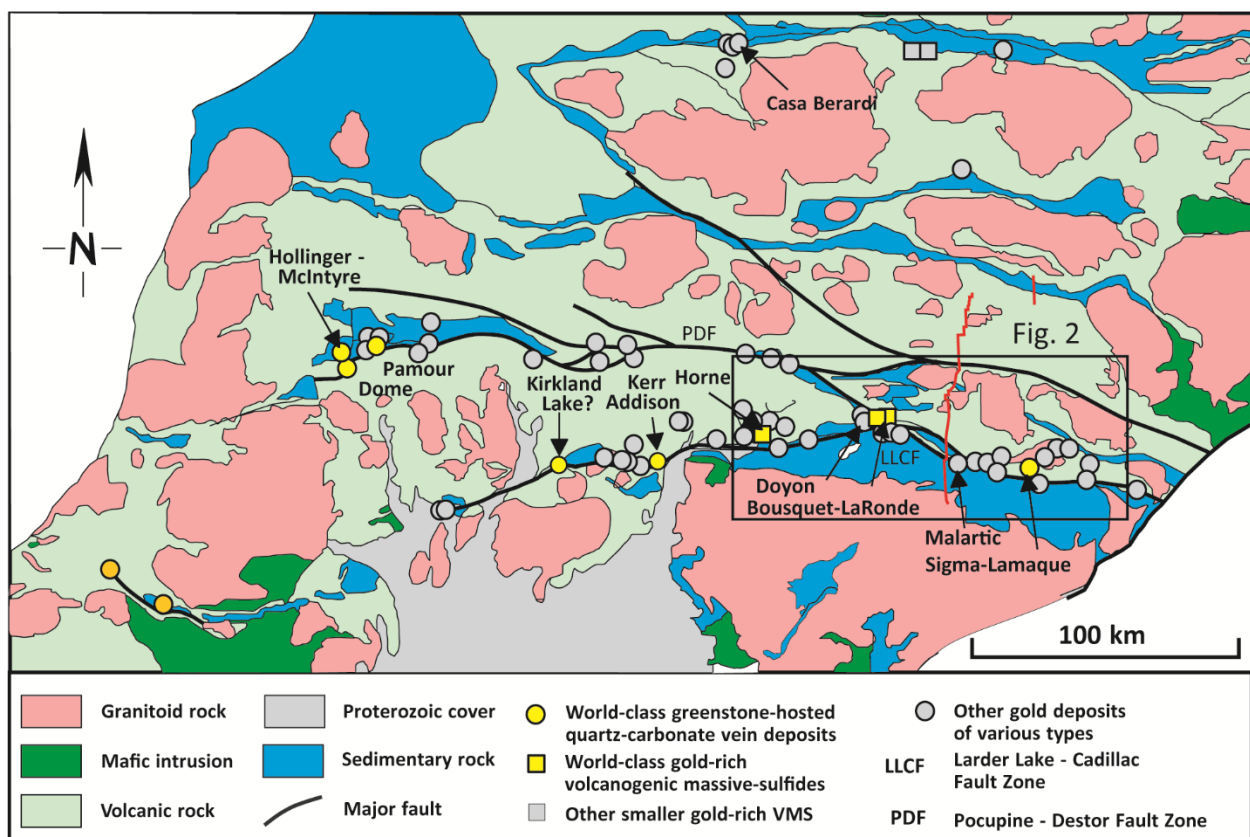 Casa Berardi
N
Hollinger -
McIntyre
Fig. 2
PDF
Pamour
Dome
Kirkland
Lake?
Kerr
Addison
Horne
LLCF
Doyon
Bousquet-LaRonde
Malartic
Sigma-Lamaque
100 km
Granitoid rock
Mafic intrusion
Volcanic rock
Proterozoic cover
Sedimentary rock
Major fault
World-class greenstone-hosted
quartz-carbonate vein deposits
World-class gold-rich
volcanogenic massive-sulfides
Other smaller gold-rich VMS
Other gold deposits
of various types
LLCF Larder Lake - Cadillac
Fault Zone
PDF Pocupine - Destor Fault Zone